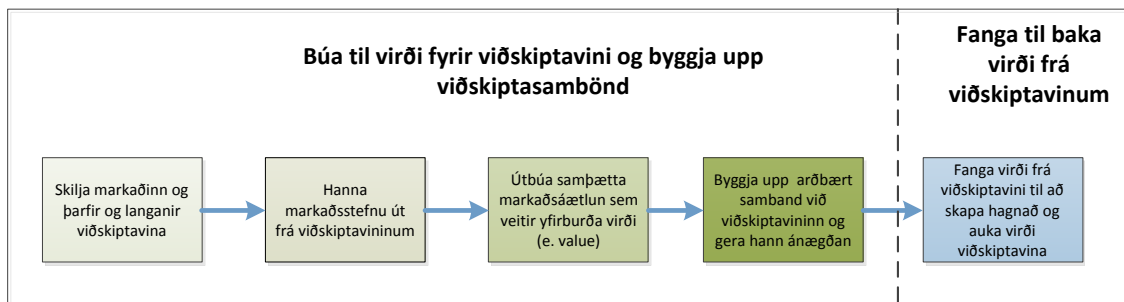 Búa til virði fyrir viðskiptavini og byggja upp
viðskiptasambönd
Fanga til baka
virði frá
viðskiptavinum
Skilja markaðinn og
þarfir og langanir
viðskiptavina
Hanna
markaðsstefnu út
frá viðskiptavininum
Útbúa samþætta
markaðsáætlun sem
veitir yfirburða virði
(e. value)
Byggja upp arðbært
samband við
viðskiptavininn og
gera hann ánægðan
Fanga virði frá
viðskiptavini til að
skapa hagnað og
auka virði
viðskiptavina